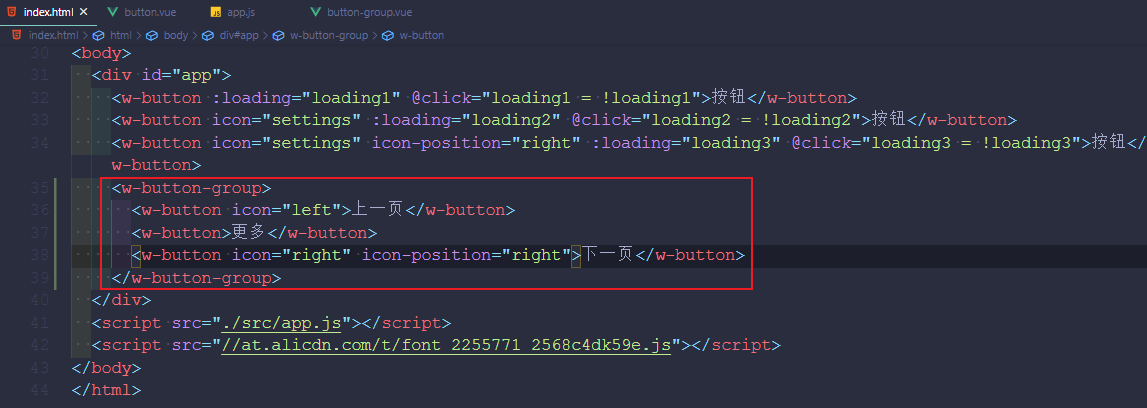 index.html × button.vue app.js button-group.vue
index.html > html > body > div#app > w-button-group > w-button
30 <body>
31 <div id="app">
32 <w-button :loading="loading1" @click="loading1 = !loading1">按钮</w-button>
33 <w-button icon="settings" :loading="loading2" @click="loading2 = !loading2">按钮</w-button>
34 <w-button icon="settings" icon-position="right" :loading="loading3" @click="loading3 = !loading3">按钮</
w-button>
35 <w-button-group>
36 <w-button icon="left">上一页</w-button>
37 <w-button>更多</w-button>
38 <w-button icon="right" icon-position="right">下一页</w-button>
39 </w-button-group>
40 </div>
41 <script src="./src/app.js"></script>
42 <script src="//at.alicdn.com/t/font_2255771_2568c4dk59e.js"></script>
43 </body>
44 </html>